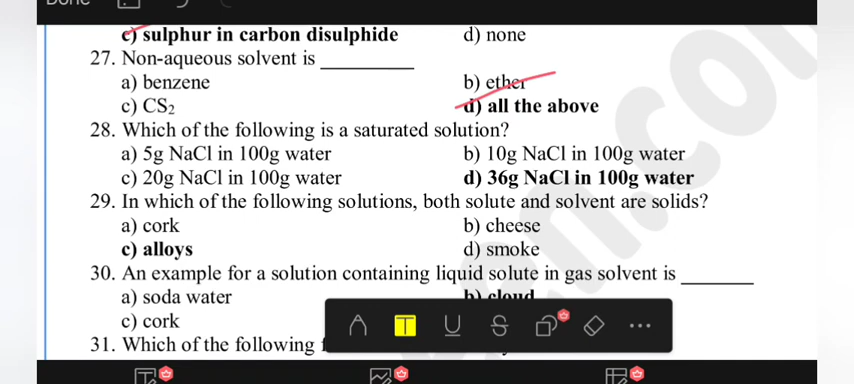 c) sulphur in carbon disulphide d) none
27. Non-aqueous solvent is ________
a) benzene b) ether
c) CS₂ d) all the above
28. Which of the following is a saturated solution?
a) 5g NaCl in 100g water b) 10g NaCl in 100g water
c) 20g NaCl in 100g water d) 36g NaCl in 100g water
29. In which of the following solutions, both solute and solvent are solids?
a) cork b) cheese
c) alloys d) smoke
30. An example for a solution containing liquid solute in gas solvent is ________
a) soda water b) cloud
c) cork
31. Which of the following